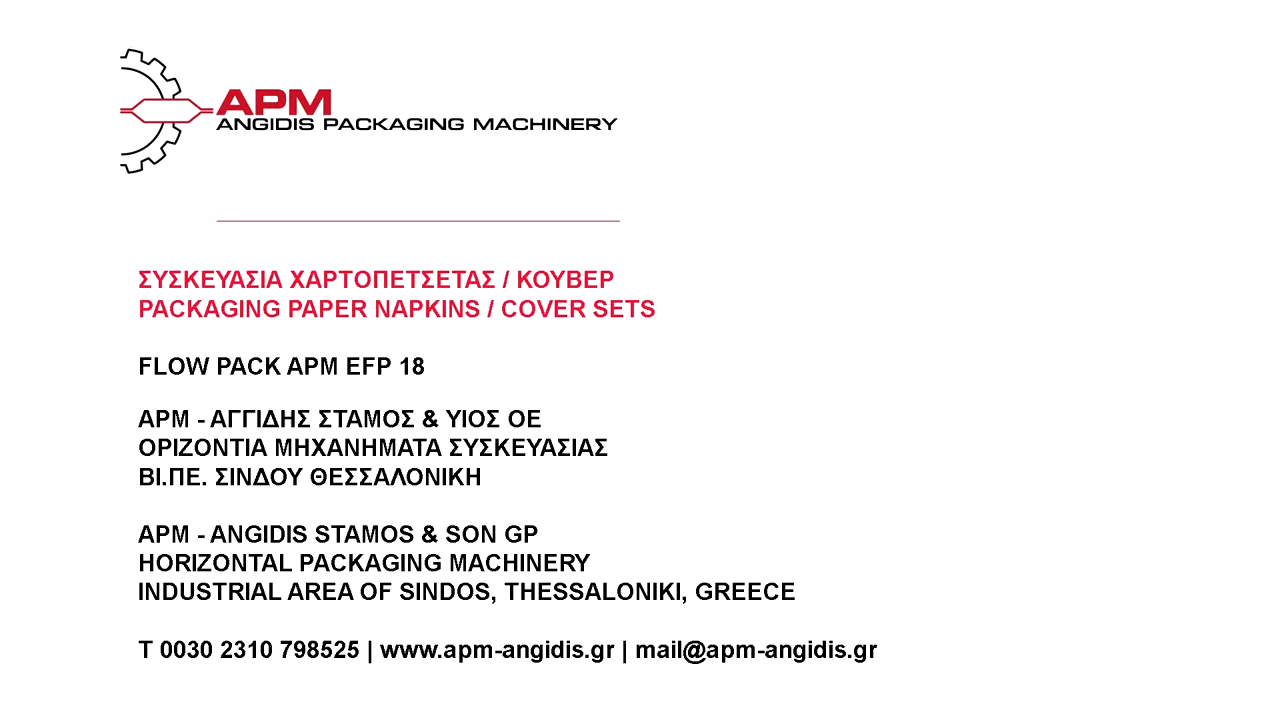 APM
ANGIDIS PACKAGING MACHINERY
ΣΥΣΚΕΥΑΣΙΑ ΧΑΡΤΟΠΕΤΣΕΤΑΣ / ΚΟΥΒΕΡ
PACKAGING PAPER NAPKINS / COVER SETS
FLOW PACK APM EFP 18
APM - ΑΓΓΙΔΗΣ ΣΤΑΜΟΣ & ΥΙΟΣ ΟΕ
ΟΡΙΖΟΝΤΙΑ ΜΗΧΑΝΗΜΑΤΑ ΣΥΣΚΕΥΑΣΙΑΣ
ΒΙ.ΠΕ. ΣΙΝΔΟΥ ΘΕΣΣΑΛΟΝΙΚΗ
APM - ANGIDIS STAMOS & SON GP
HORIZONTAL PACKAGING MACHINERY
INDUSTRIAL AREA OF SINDOS, THESSALONIKI, GREECE
T 0030 2310 798525 | www.apm-angidis.gr | mail@apm-angidis.gr